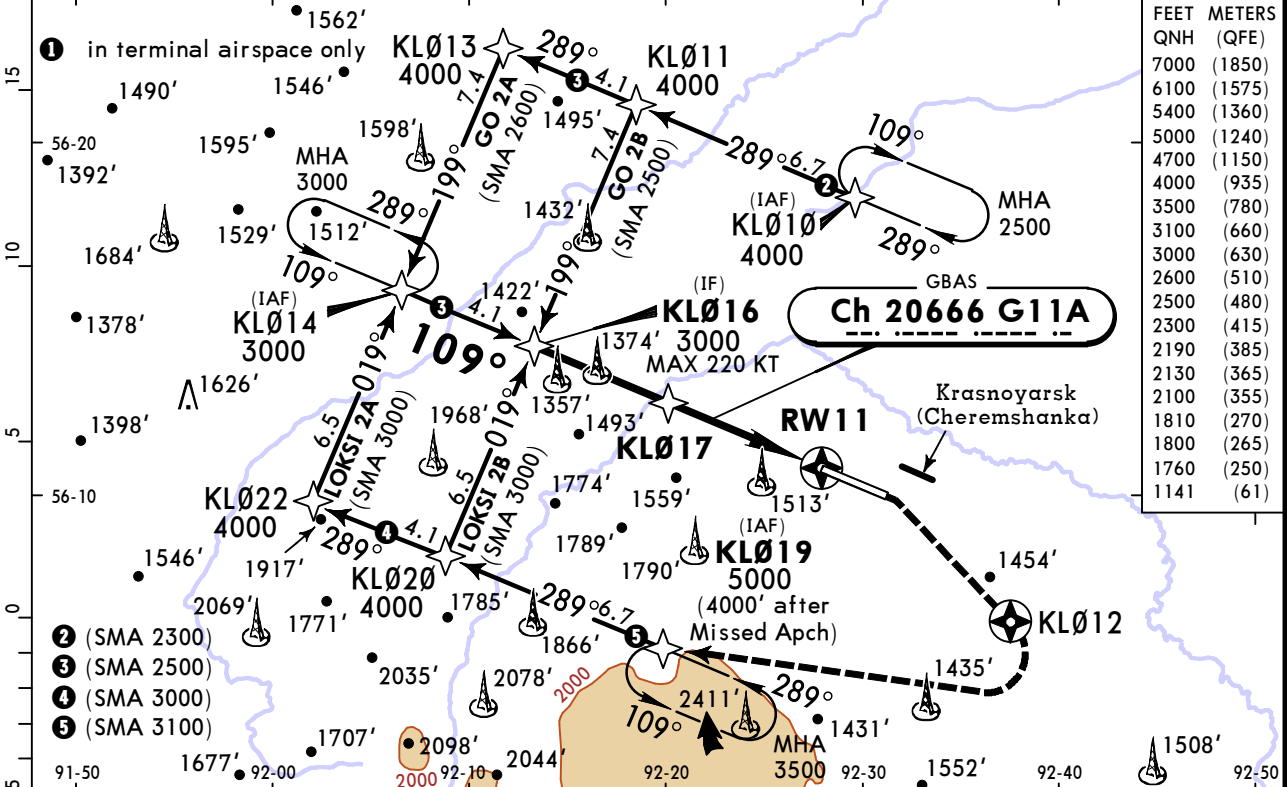 1562'
❶ in terminal airspace only
KLØ13
4000
289°
❸
4.1
KLØ11
4000
FEET METERS
QNH (QFE)
7000 (1850)
6100 (1575)
5400 (1360)
5000 (1240)
4700 (1150)
4000 (935)
3500 (780)
3100 (660)
3000 (630)
2600 (510)
2500 (480)
2300 (415)
2190 (385)
2130 (365)
2100 (355)
1810 (270)
1800 (265)
1760 (250)
1141 (61)
15
1490'
1546'
7.4
GO 2A
(SMA 2600)
199°
1495'
7.4
GO 2B
(SMA 2500)
199°
56-20
1595'
1598'
1392'
289°
6.7
❷
109°
MHA
2500
289°
(IAF)
KLØ10
4000
MHA
3000
289°
109°
1529'
1512'
1432'
1684'
10
(IAF)
KLØ14
3000
❸
4.1
109°
1422'
(IF)
KLØ16
3000
MAX 220 KT
1374'
GBAS
Ch 20666 G11A
1378'
1626'
1398'
5
019°
LOKSI 2A
6.5
(SMA 3000)
1968'
019°
LOKSI 2B
6.5
(SMA 3000)
1357'
1493'
KLØ17
RW11
Krasnoyarsk
(Cheremshanka)
56-10
KLØ22
4000
289°
❹
4.1
1917'
KLØ20
4000
1774'
1559'
1513'
1789'
1790'
(IAF)
KLØ19
5000
(4000' after
Missed Apch)
1454'
KLØ12
1546'
0
2069'
1771'
1785'
289°
6.7
❺
1866'
❷ (SMA 2300)
❸ (SMA 2500)
❹ (SMA 3000)
❺ (SMA 3100)
2035'
2078'
2000
2411'
289°
109°
MHA
3500
1435'
1431'
1707'
1677'
2098'
2000
2044'
1552'
1508'
5
91-50
92-00
92-10
92-20
92-30
92-40
92-50